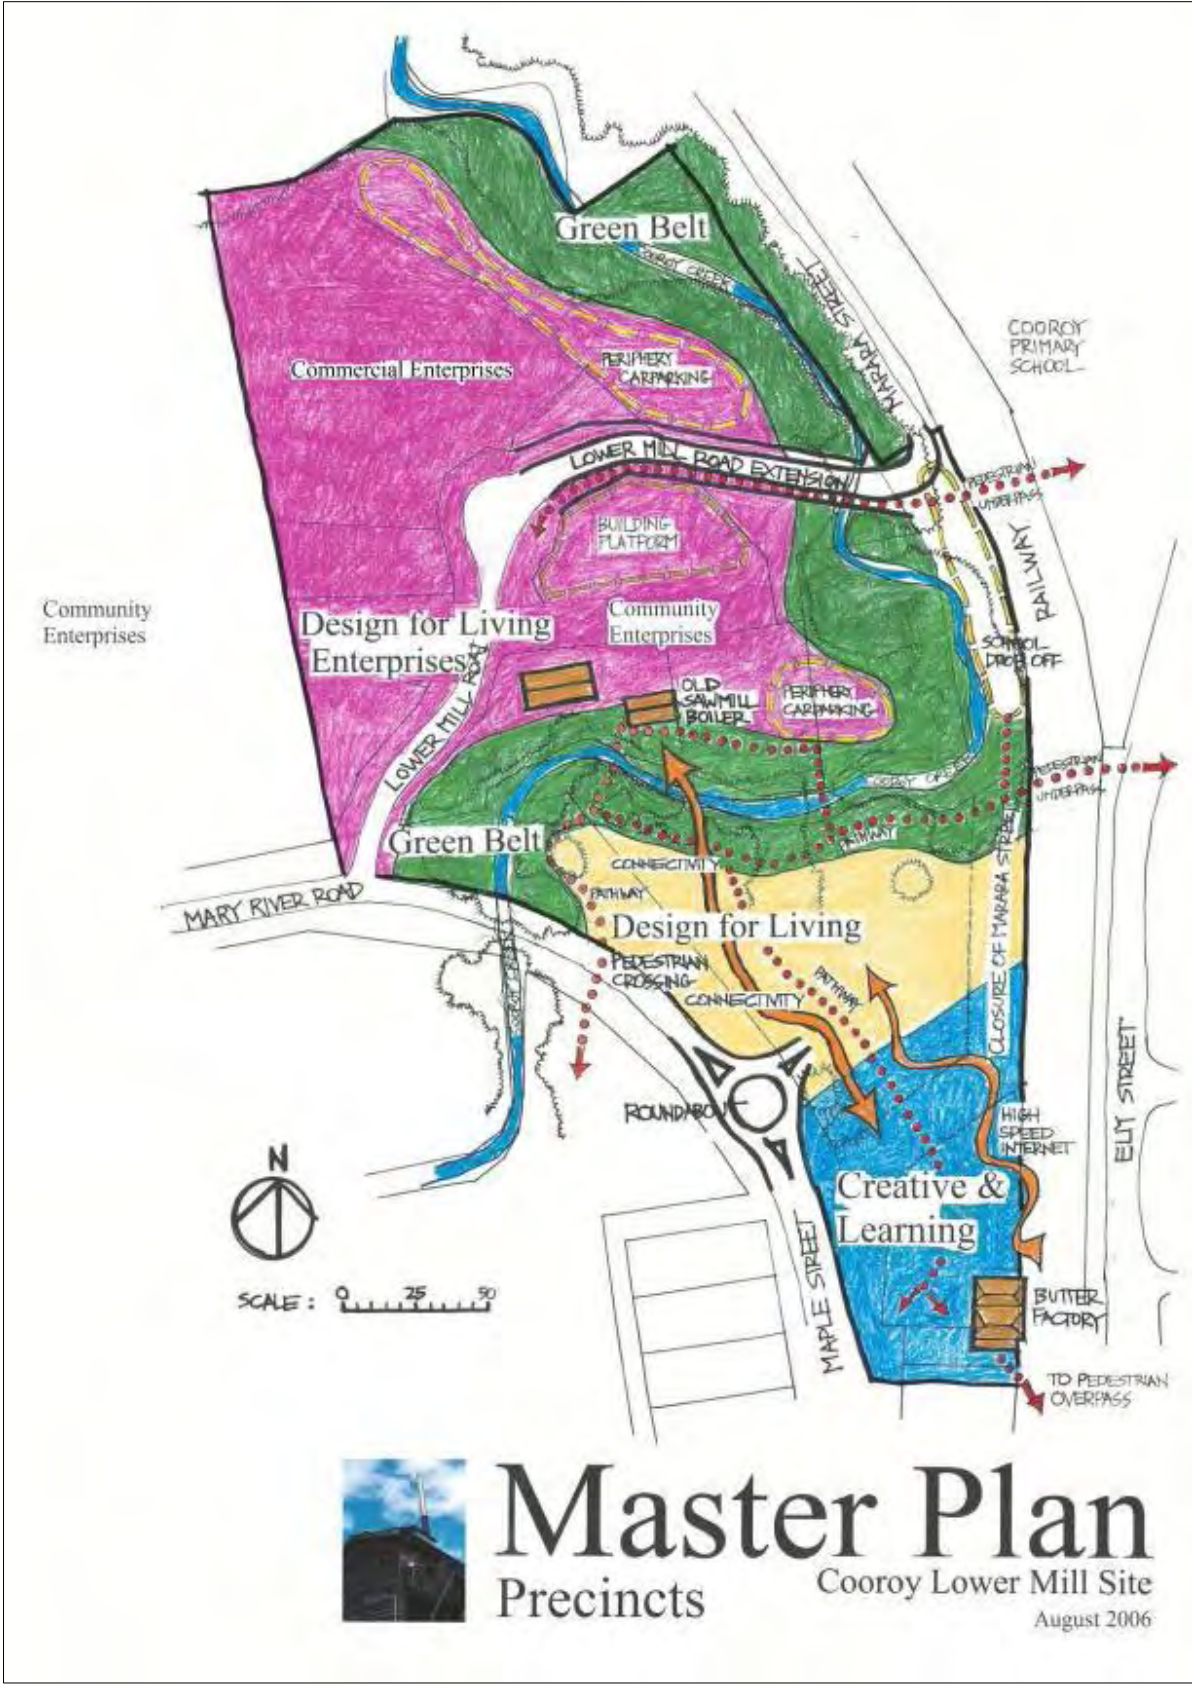 Green Belt
COOROY CREEK
MARARA STREET
COOROY
PRIMARY
SCHOOL
Commercial Enterprises
PERIPHERY
CARPARKING
LOWER MILL ROAD EXTENSION
PEDESTRIAN
UNDERPASS
BUILDING
PLATFORM
RAILWAY
Community
Enterprises
Design for Living
Enterprises
Community
Enterprises
SCHOOL
DROP OFF
LOWER MILL ROAD
OLD
SAWMILL
BOILER
PERIPHERY
CARPARKING
COOROY CREEK
PEDESTRIAN
UNDERPASS
Green Belt
PATHWAY
CONNECTIVITY
MARY RIVER ROAD
PATHWAY
Design for Living
CLOSURE OF MARARA STREET
PEDESTRIAN
CROSSING
CONNECTIVITY
PATHWAY
COOROY CREEK
ELIY STREET
ROUNDABOU
HIGH
SPEED
INTERNET
N
Creative &
Learning
MAPLE STREET
SCALE : 0 25 50
BUTTER
FACTORY
TO PEDESTRIAN
OVERPASS
Master Plan
Precincts
Cooroy Lower Mill Site
August 2006